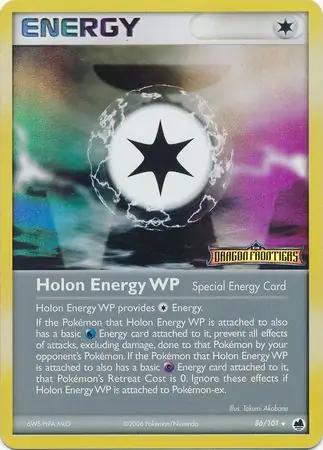 ENERGY
DRAGON FRONTIERS
Holon Energy WP Special Energy Card
Holon Energy WP provides Energy.
If the Pokémon that Holon Energy WP is attached to also
has a basic Energy card attached to it, prevent all effects
of attacks, excluding damage, done to that Pokémon by your
opponent's Pokémon. If the Pokémon that Holon Energy WP
is attached to also has a basic Energy card attached to it,
that Pokémon's Retreat Cost is 0. Ignore these effects if
Holon Energy WP is attached to Pokémon-ex.
Illus. Takumi Akabane
©2006 Pokémon/Nintendo
86/101